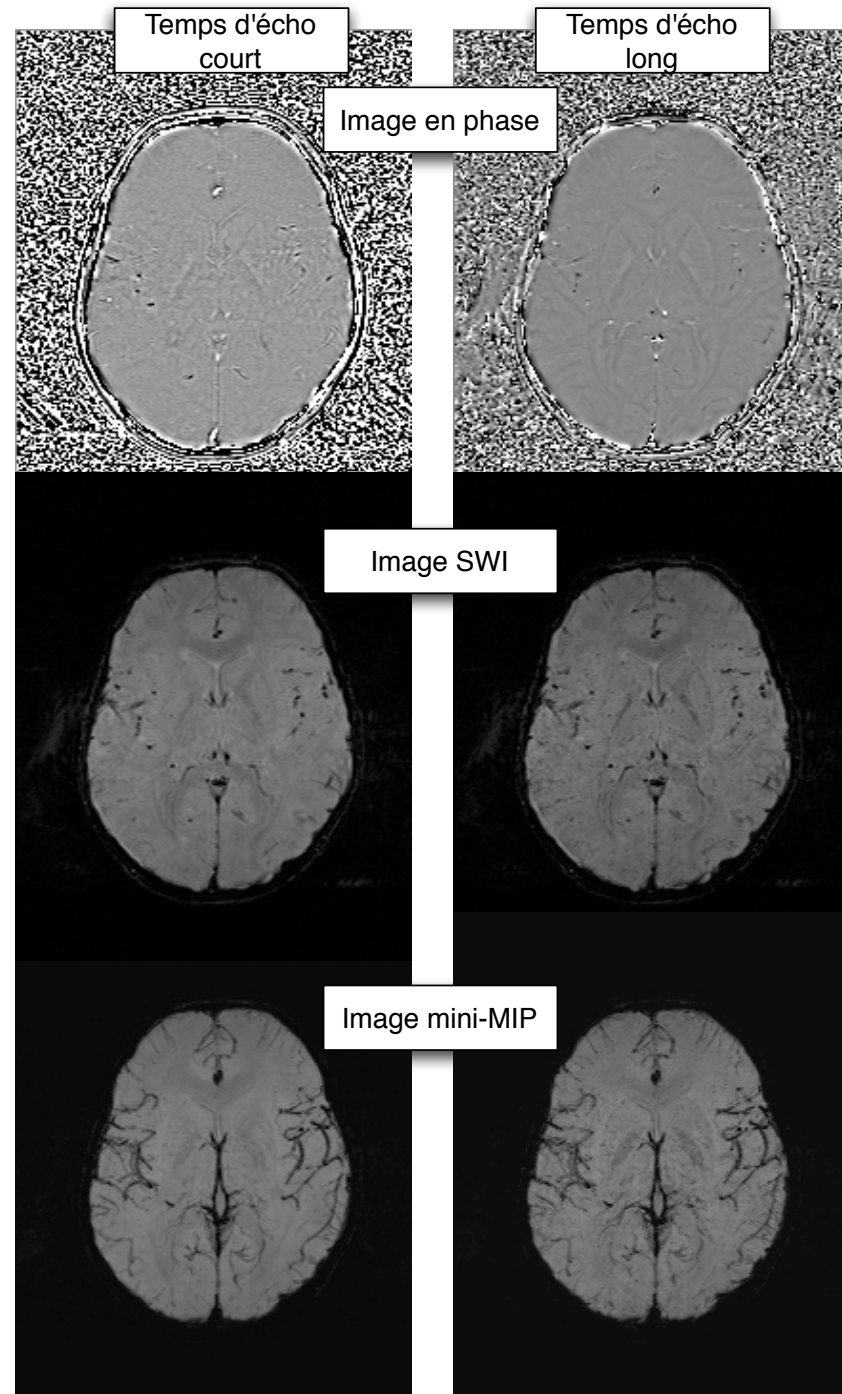 Temps d'écho
court
Temps d'écho
long
Image en phase
Image SWI
Image mini-MIP